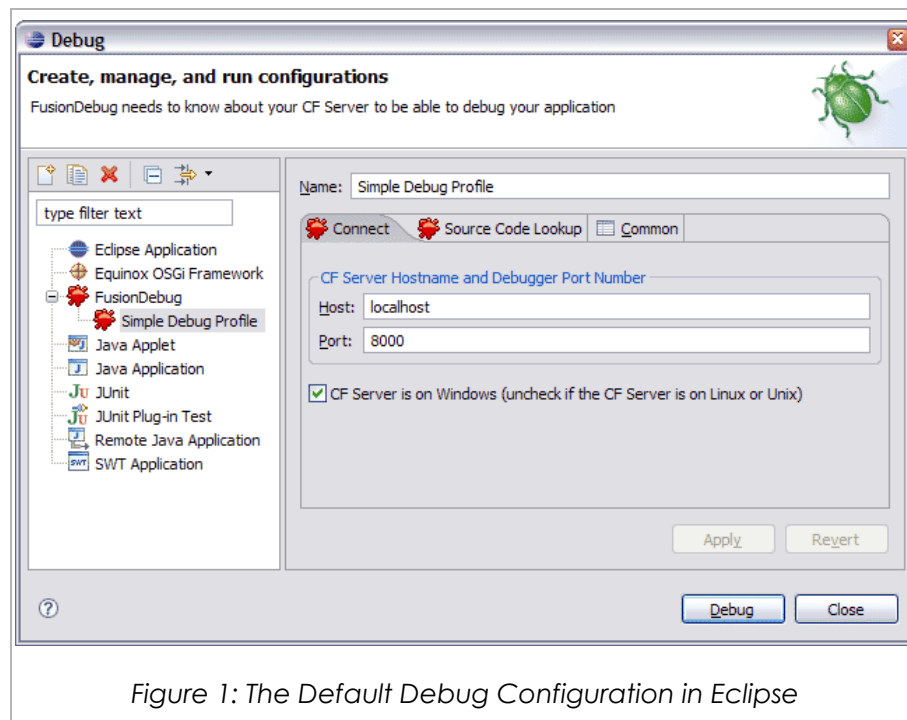 Debug
Create, manage, and run configurations
FusionDebug needs to know about your CF Server to be able to debug your application
Name: Simple Debug Profile
type filter text
Connect Source Code Lookup Common
Eclipse Application
Equinox OSGi Framework
FusionDebug
Simple Debug Profile
Java Applet
Java Application
JUnit
JUnit Plug-in Test
Remote Java Application
SWT Application
CF Server Hostname and Debugger Port Number
Host: localhost
Port: 8000
CF Server is on Windows (uncheck if the CF Server is on Linux or Unix)
Apply Revert
Debug Close
Figure 1: The Default Debug Configuration in Eclipse